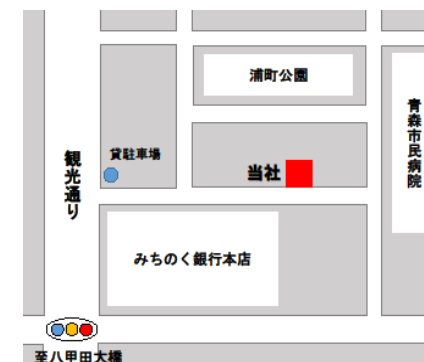 浦町公園
青森市民病院
貸駐車場
当社
観光通り
みちのく銀行本店
至八甲田大橋